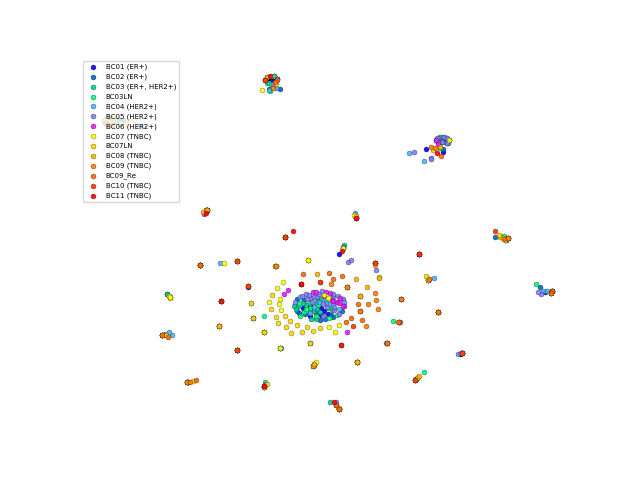 BC01 (ER+)
BC02 (ER+)
BC03 (ER+, HER2+)
BC03LN
BC04 (HER2+)
BC05 (HER2+)
BC06 (HER2+)
BC07 (TNBC)
BC07LN
BC08 (TNBC)
BC09 (TNBC)
BC09_Re
BC10 (TNBC)
BC11 (TNBC)